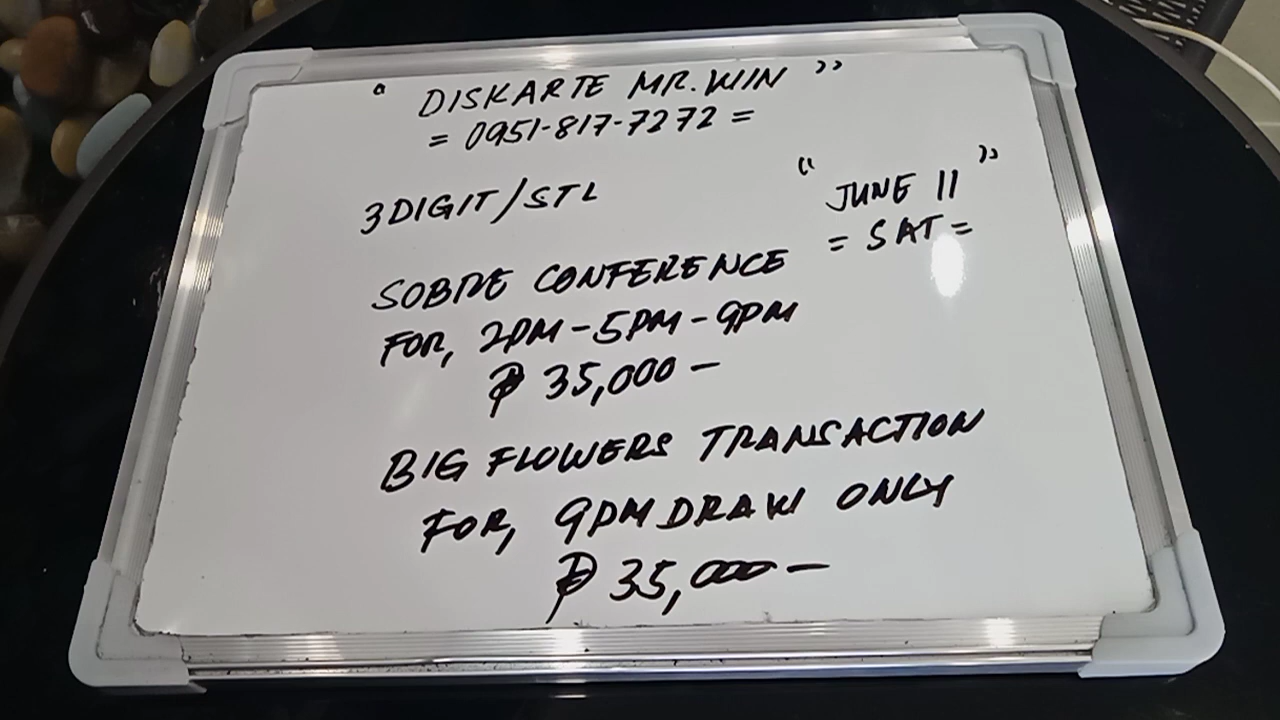 “ DISKARTE MR. WIN ”
= 0951-817-7272 =
3DIGIT/STL
“ JUNE 11 ”
= SAT =
SOBRE CONFERENCE
FOR, 2PM-5PM-9PM
₱ 35,000-
BIG FLOWERS TRANSACTION
FOR, 9PM DRAW ONLY
₱ 35,000-